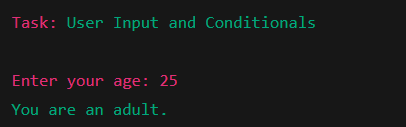 Task: User Input and Conditionals
Enter your age: 25
You are an adult.